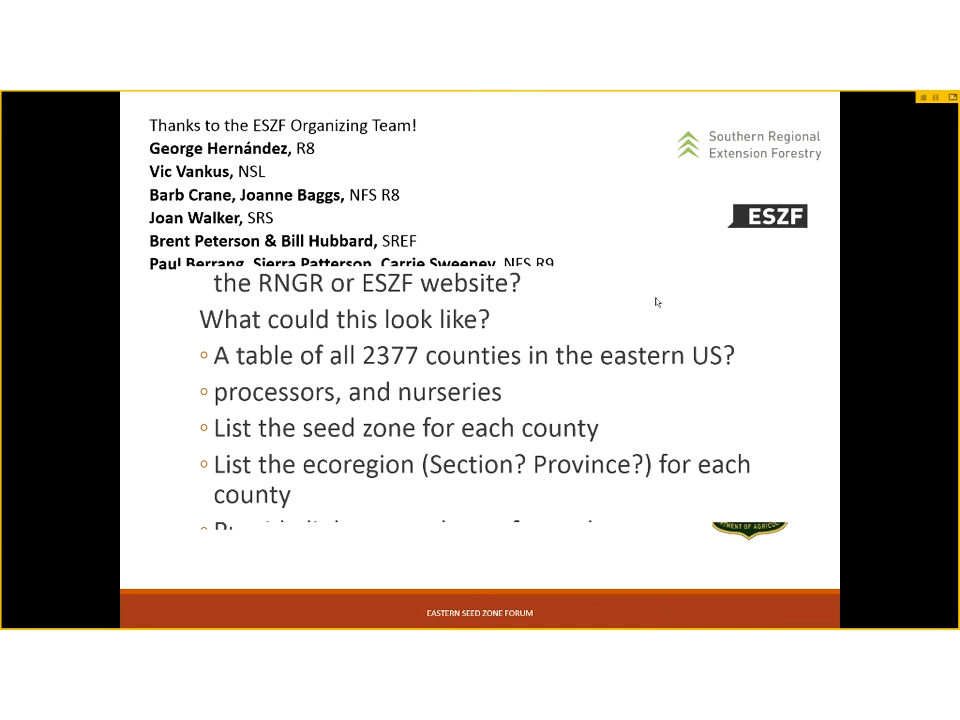 Thanks to the ESZF Organizing Team!
George Hernández, R8
Vic Vankus, NSL
Barb Crane, Joanne Baggs, NFS R8
Joan Walker, SRS
Brent Peterson & Bill Hubbard, SREF
Paul Berrang, Sierra Patterson, Carrie Sweeney, NFS R9
Southern Regional
Extension Forestry
ESZF
the RNGR or ESZF website?
What could this look like?
◦ A table of all 2377 counties in the eastern US?
◦ processors, and nurseries
◦ List the seed zone for each county
◦ List the ecoregion (Section? Province?) for each
county
EASTERN SEED ZONE FORUM